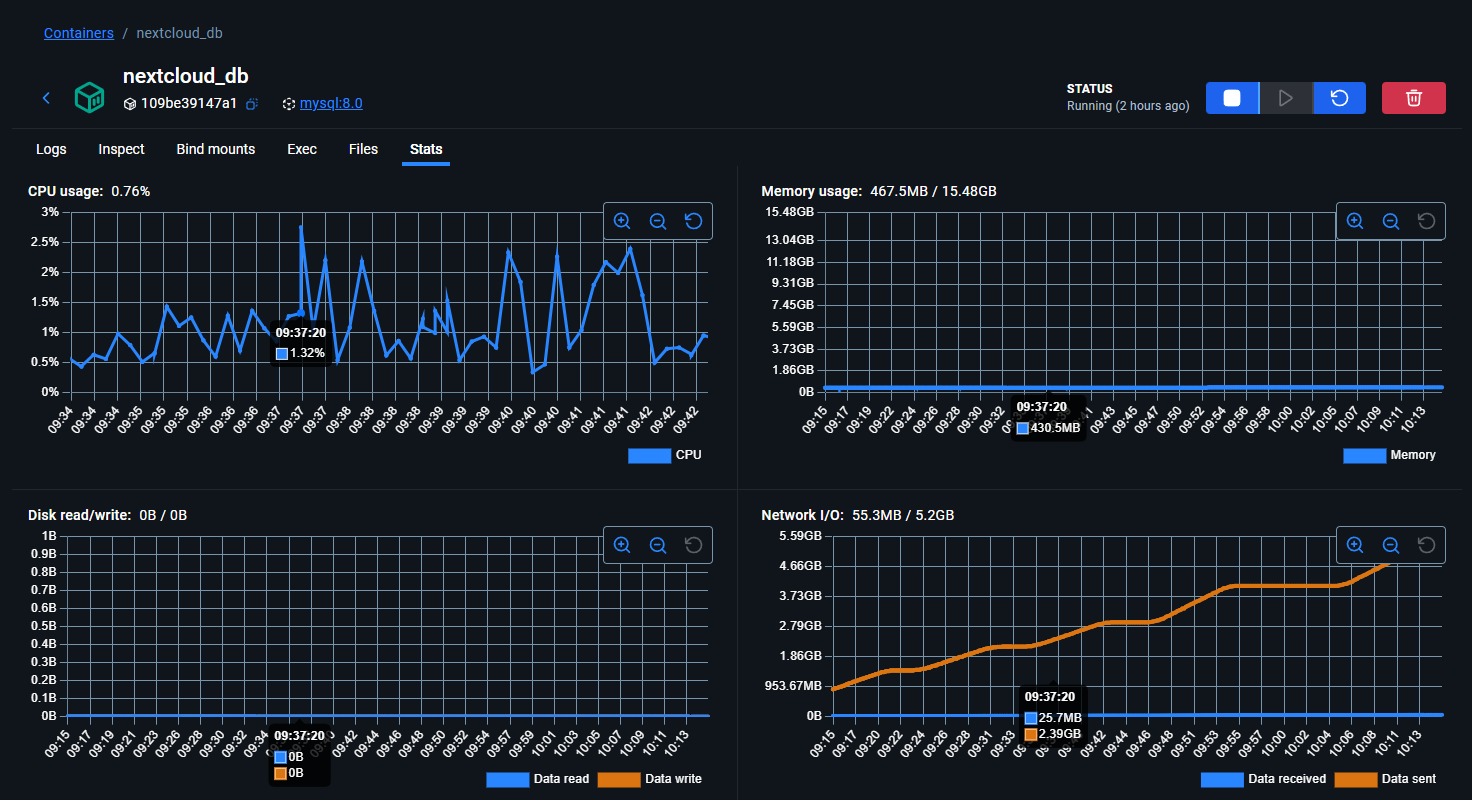 Containers / nextcloud_db
nextcloud_db
109be39147a1 mysql:8.0
STATUS
Running (2 hours ago)
Logs Inspect Bind mounts Exec Files Stats
CPU usage: 0.76%
3%
2.5%
2%
1.5%
1%
0.5%
0%
09:37:20
1.32%
09:34 09:34 09:34 09:35 09:35 09:35 09:36 09:36 09:36 09:37 09:37 09:37 09:38 09:38 09:38 09:38 09:39 09:39 09:39 09:40 09:40 09:40 09:41 09:41 09:41 09:42 09:42 09:42
CPU
Memory usage: 467.5MB / 15.48GB
15.48GB
13.04GB
11.18GB
9.31GB
7.45GB
5.59GB
3.73GB
1.86GB
0B
09:37:20
430.5MB
09:15 09:17 09:19 09:22 09:24 09:26 09:28 09:30 09:32 09:43 09:45 09:47 09:50 09:52 09:54 09:56 09:58 10:00 10:02 10:05 10:07 10:09 10:11 10:13
Memory
Disk read/write: 0B / 0B
1B
0.9B
0.8B
0.7B
0.6B
0.5B
0.4B
0.3B
0.2B
0.1B
0B
09:37:20
0B
0B
09:15 09:17 09:19 09:21 09:23 09:26 09:28 09:30 09:32 09:34 09:42 09:46 09:48 09:50 09:52 09:54 09:57 09:59 10:01 10:03 10:05 10:07 10:09 10:11 10:13
Data read Data write
Network I/O: 55.3MB / 5.2GB
5.59GB
4.66GB
3.73GB
2.79GB
1.86GB
953.67MB
0B
09:37:20
25.7MB
2.39GB
09:15 09:17 09:20 09:22 09:24 09:26 09:28 09:31 09:33 09:42 09:44 09:46 09:48 09:51 09:53 09:55 09:57 10:00 10:02 10:04 10:06 10:08 10:11 10:13
Data received Data sent